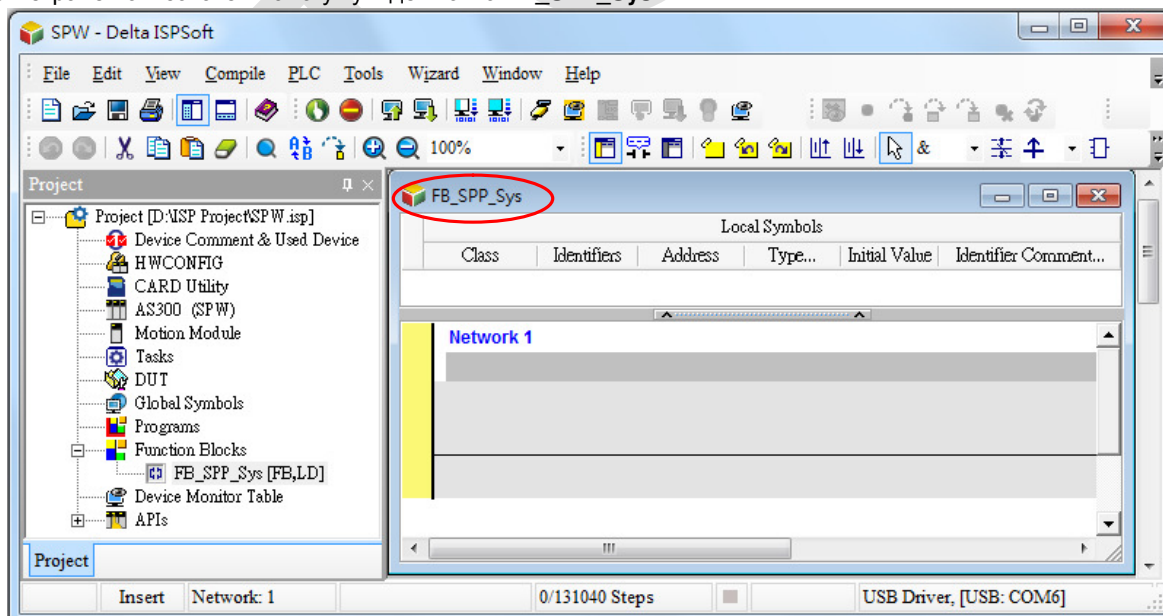 SPW - Delta ISPSoft
File Edit View Compile PLC Tools Wizard Window Help
100%
&
Project
Project [D:\ISP Project\SPW.isp]
Device Comment & Used Device
HWCONFIG
CARD Utility
AS300 (SPW)
Motion Module
Tasks
DUT
Global Symbols
Programs
Function Blocks
FB_SPP_Sys [FB,LD]
Device Monitor Table
APIs
Project
FB_SPP_Sys
Local Symbols
Class Identifiers Address Type... Initial Value Identifier Comment...
Network 1
Insert Network: 1 0/131040 Steps USB Driver, [USB: COM6]